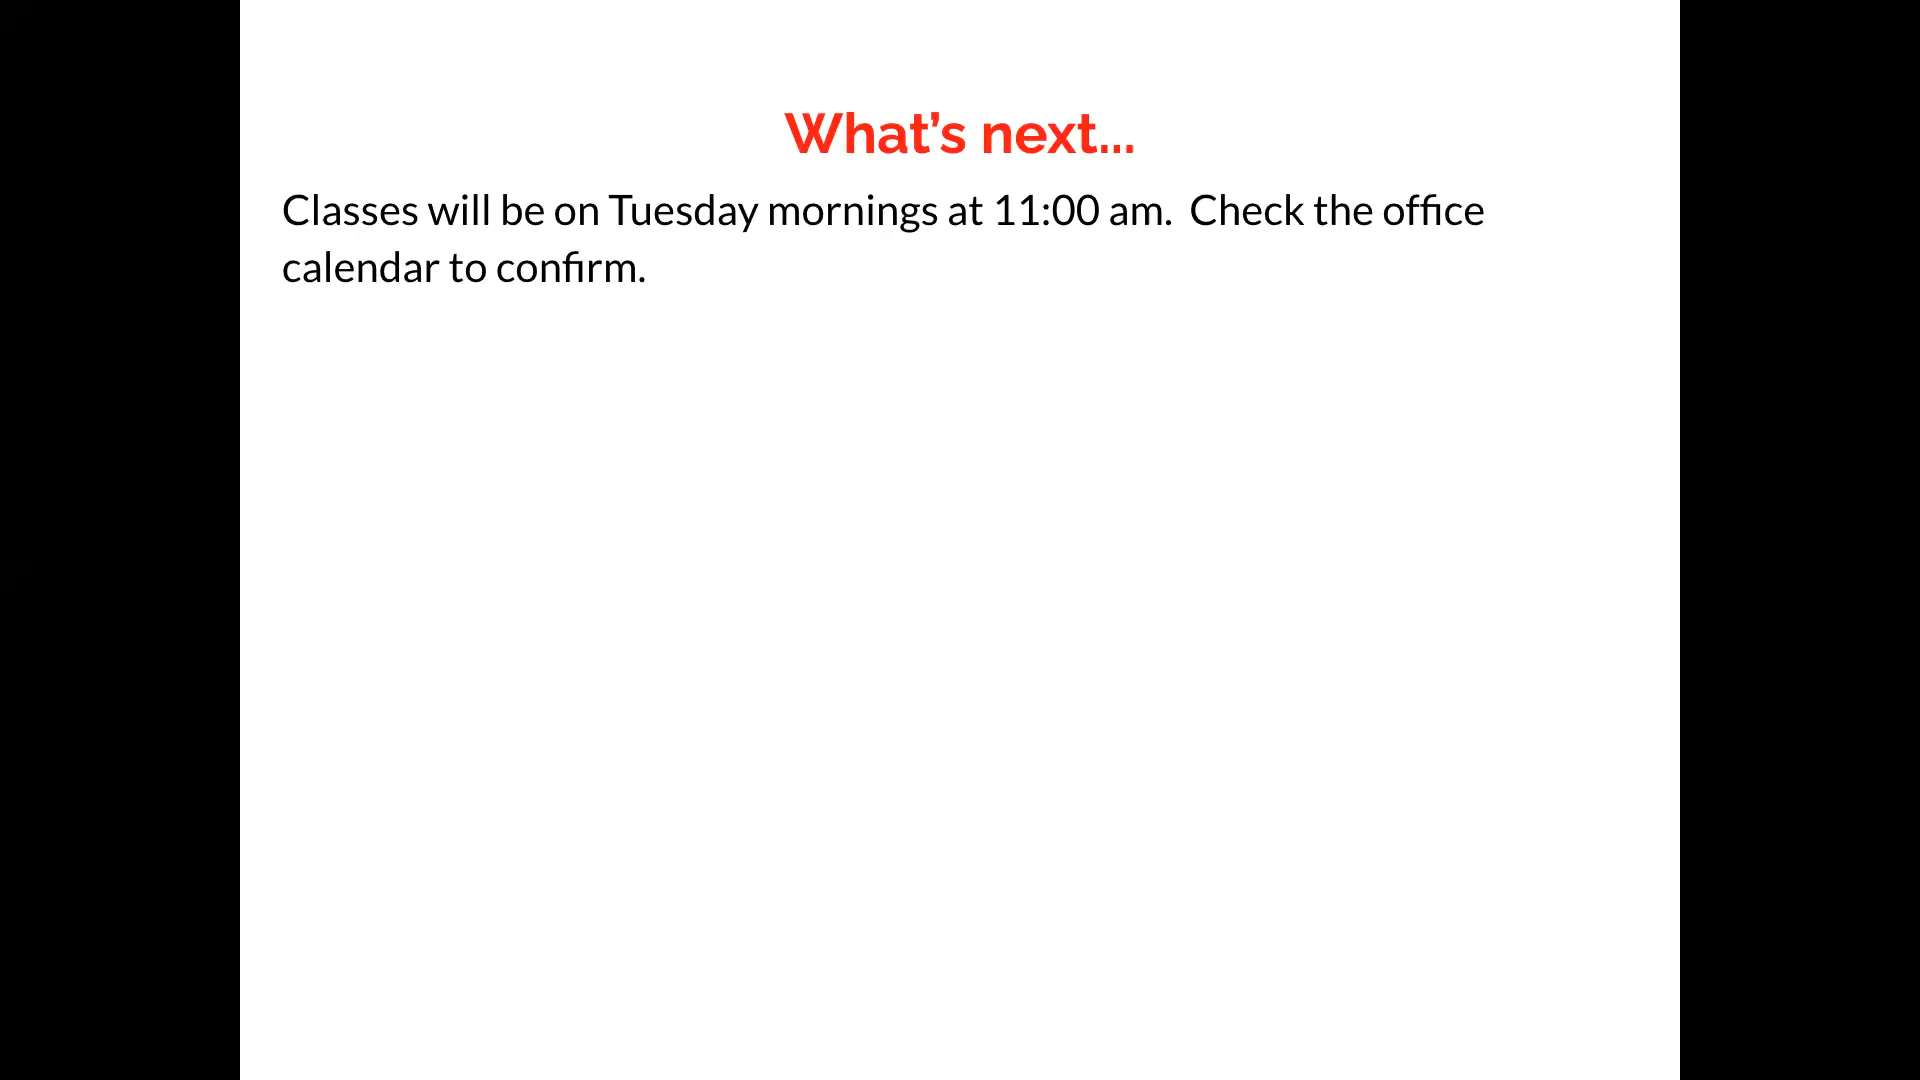 What’s next...
Classes will be on Tuesday mornings at 11:00 am.  Check the office
calendar to confirm.